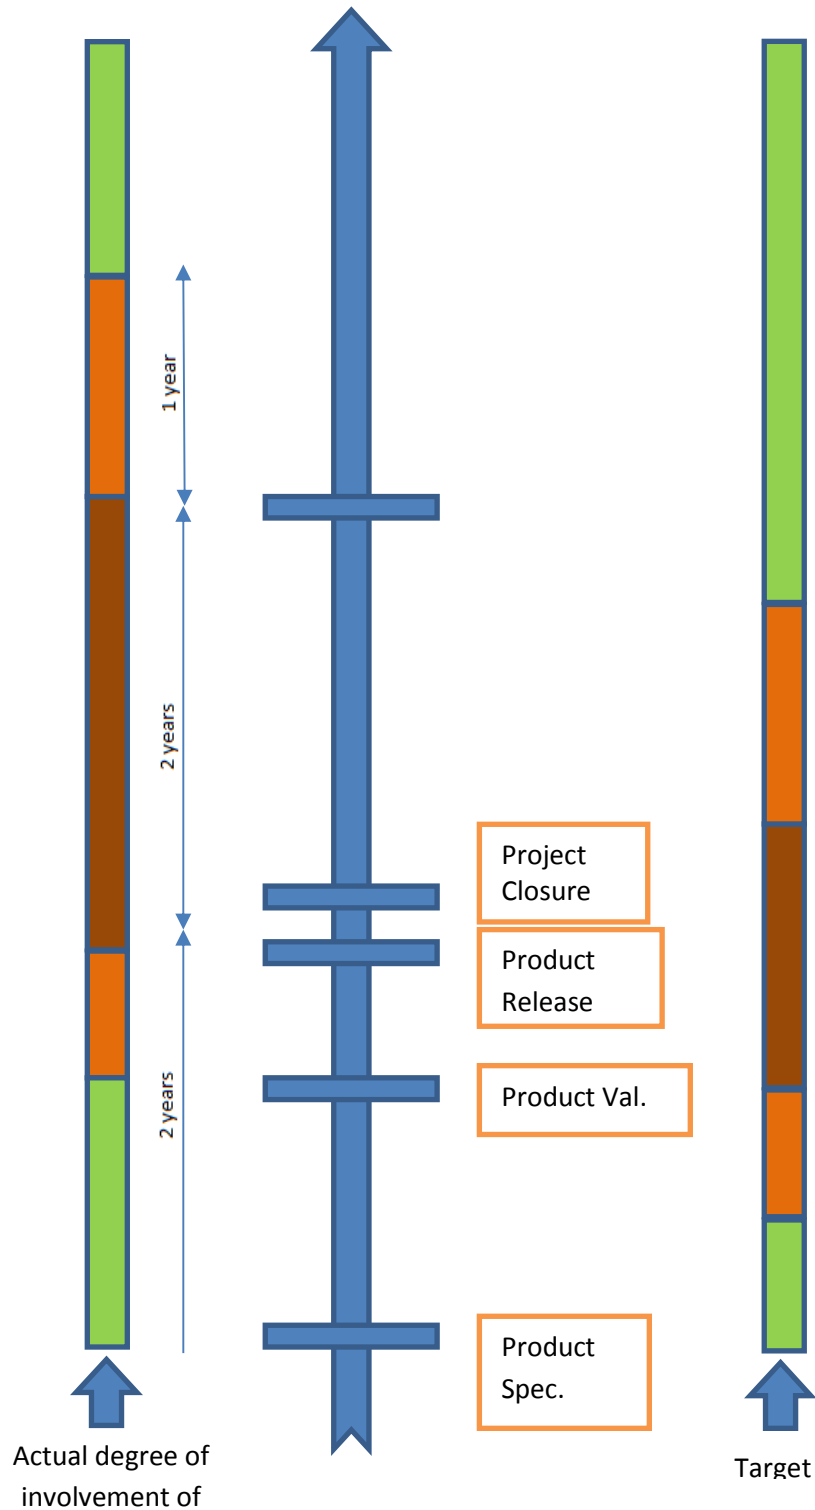 1 year
2 years
Project
Closure
Product
Release
Product Val.
2 years
Product
Spec.
Actual degree of
involvement of
Target